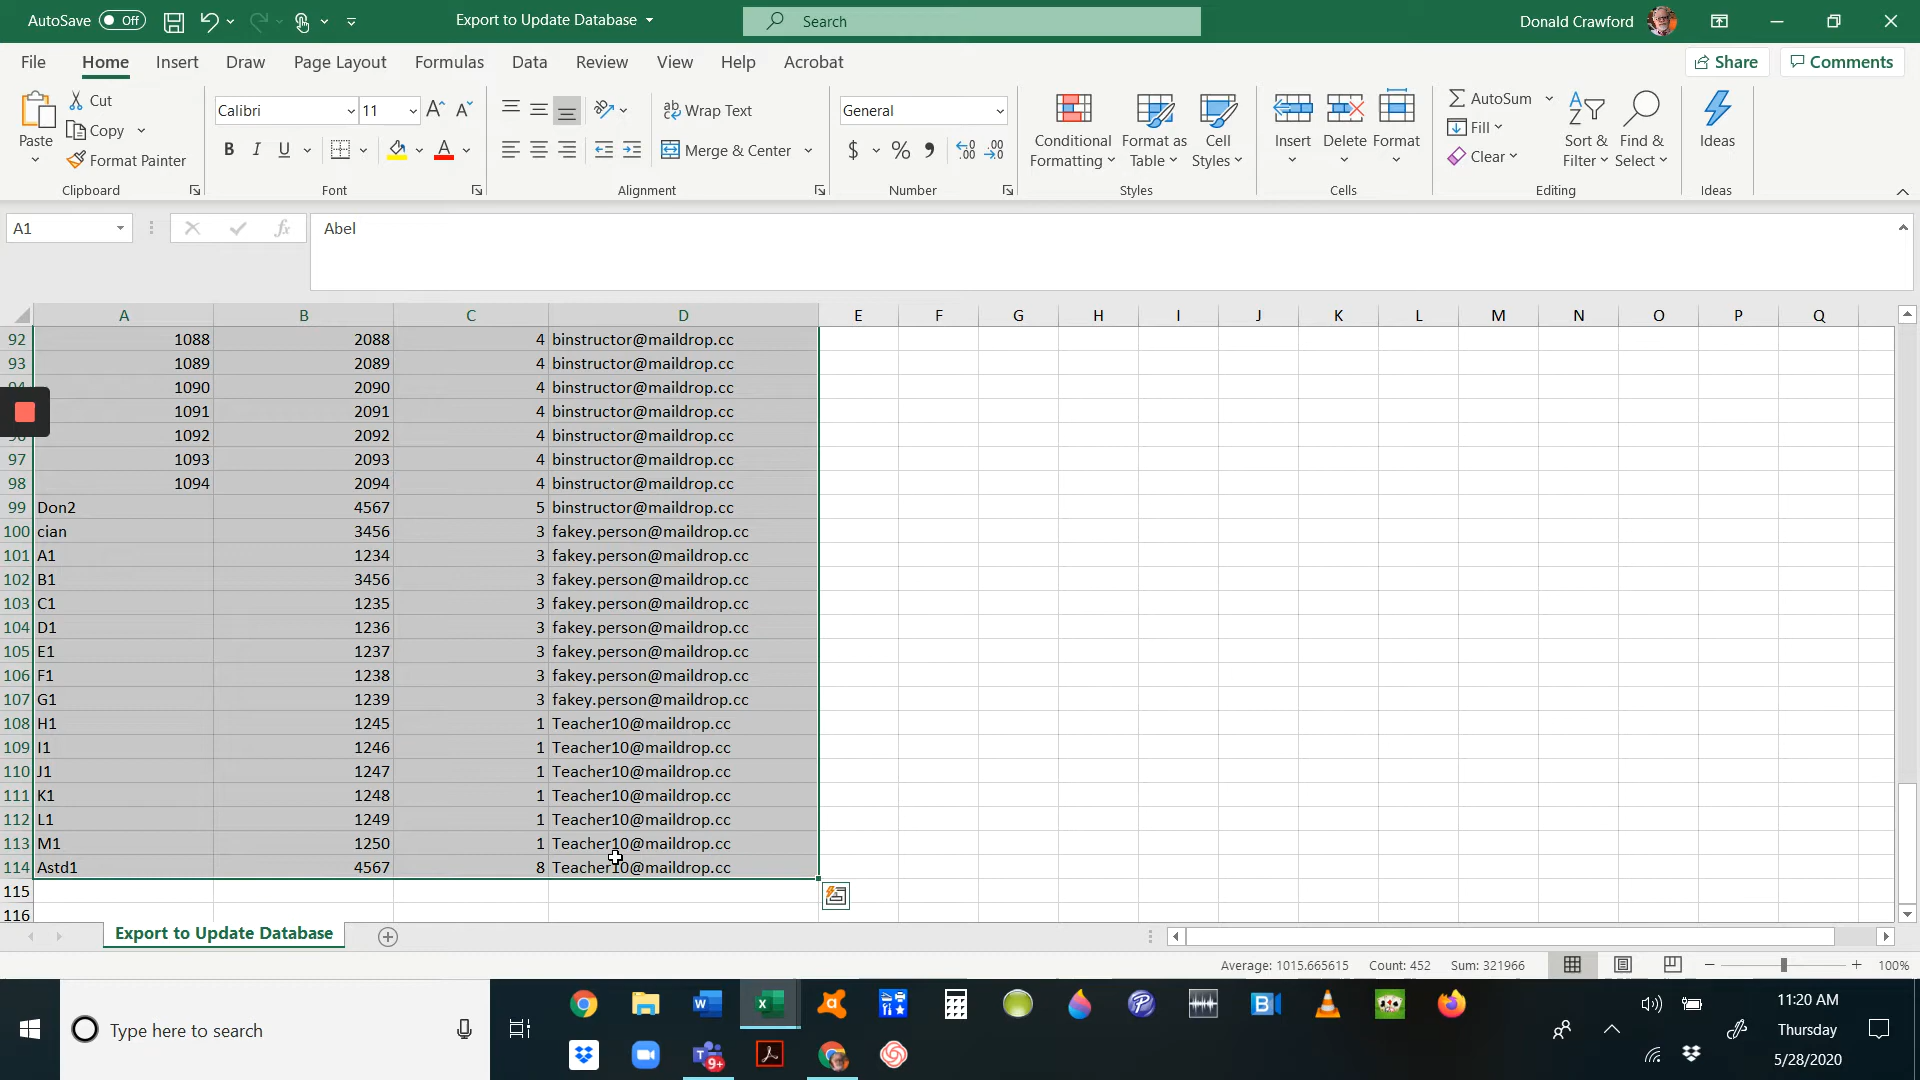 AutoSave Off Export to Update Database Search Donald Crawford
File Home Insert Draw Page Layout Formulas Data Review View Help Acrobat Share Comments
Paste Cut Copy Format Painter Clipboard
Calibri 11 B I U A Font
Wrap Text Merge & Center Alignment
General $ % Number
Conditional Formatting Format as Table Cell Styles Styles
Insert Delete Format Cells
AutoSum Fill Clear Sort & Filter Find & Select Editing
Ideas Ideas
A1 fx Abel
A B C D E F G H I J K L M N O P Q
92 1088 2088 4 binstructor@maildrop.cc
93 1089 2089 4 binstructor@maildrop.cc
1090 2090 4 binstructor@maildrop.cc
1091 2091 4 binstructor@maildrop.cc
1092 2092 4 binstructor@maildrop.cc
97 1093 2093 4 binstructor@maildrop.cc
98 1094 2094 4 binstructor@maildrop.cc
99 Don2 4567 5 binstructor@maildrop.cc
100 cian 3456 3 fakey.person@maildrop.cc
101 A1 1234 3 fakey.person@maildrop.cc
102 B1 3456 3 fakey.person@maildrop.cc
103 C1 1235 3 fakey.person@maildrop.cc
104 D1 1236 3 fakey.person@maildrop.cc
105 E1 1237 3 fakey.person@maildrop.cc
106 F1 1238 3 fakey.person@maildrop.cc
107 G1 1239 3 fakey.person@maildrop.cc
108 H1 1245 1 Teacher10@maildrop.cc
109 I1 1246 1 Teacher10@maildrop.cc
110 J1 1247 1 Teacher10@maildrop.cc
111 K1 1248 1 Teacher10@maildrop.cc
112 L1 1249 1 Teacher10@maildrop.cc
113 M1 1250 1 Teacher10@maildrop.cc
114 Astd1 4567 8 Teacher10@maildrop.cc
115
116
Export to Update Database
Average: 1015.665615 Count: 452 Sum: 321966 100%
Type here to search
9+
11:20 AM
Thursday
5/28/2020